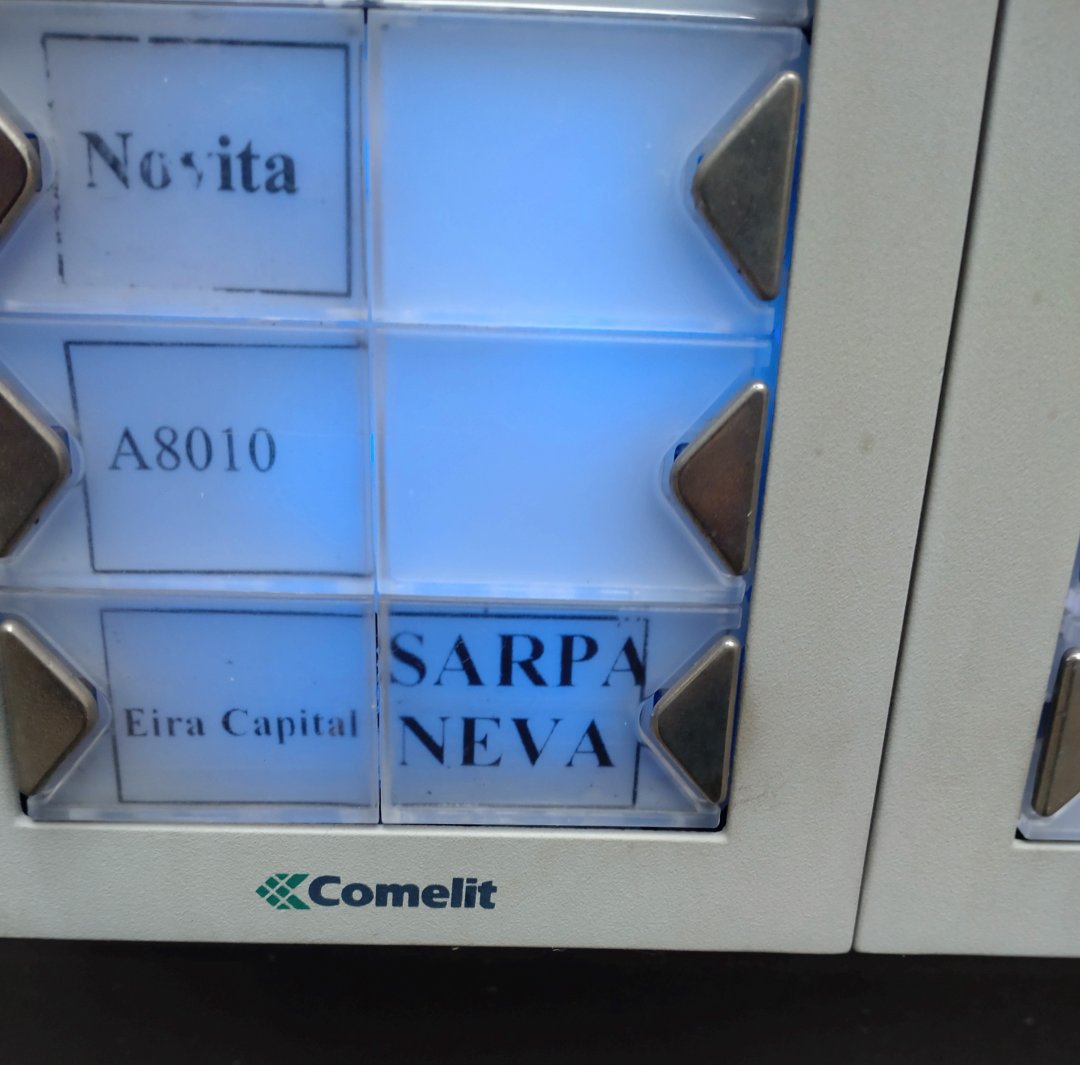 Novita
A8010
Eira Capital
SARPA
NEVA
Comelit